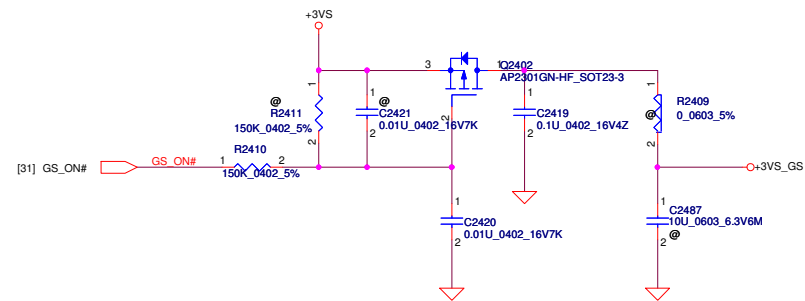 +3VS
3
1
Q2402
AP2301GN-HF_SOT23-3
2
1
@
R2411
150K_0402_5%
2
1
@
C2421
0.01U_0402_16V7K
2
1
C2419
0.1U_0402_16V4Z
2
1
R2409
@
0_0603_5%
2
[31] GS_ON#
GS_ON#
1
R2410
2
150K_0402_5%
+3VS_GS
1
C2420
0.01U_0402_16V7K
2
1
C2487
10U_0603_6.3V6M
2
@